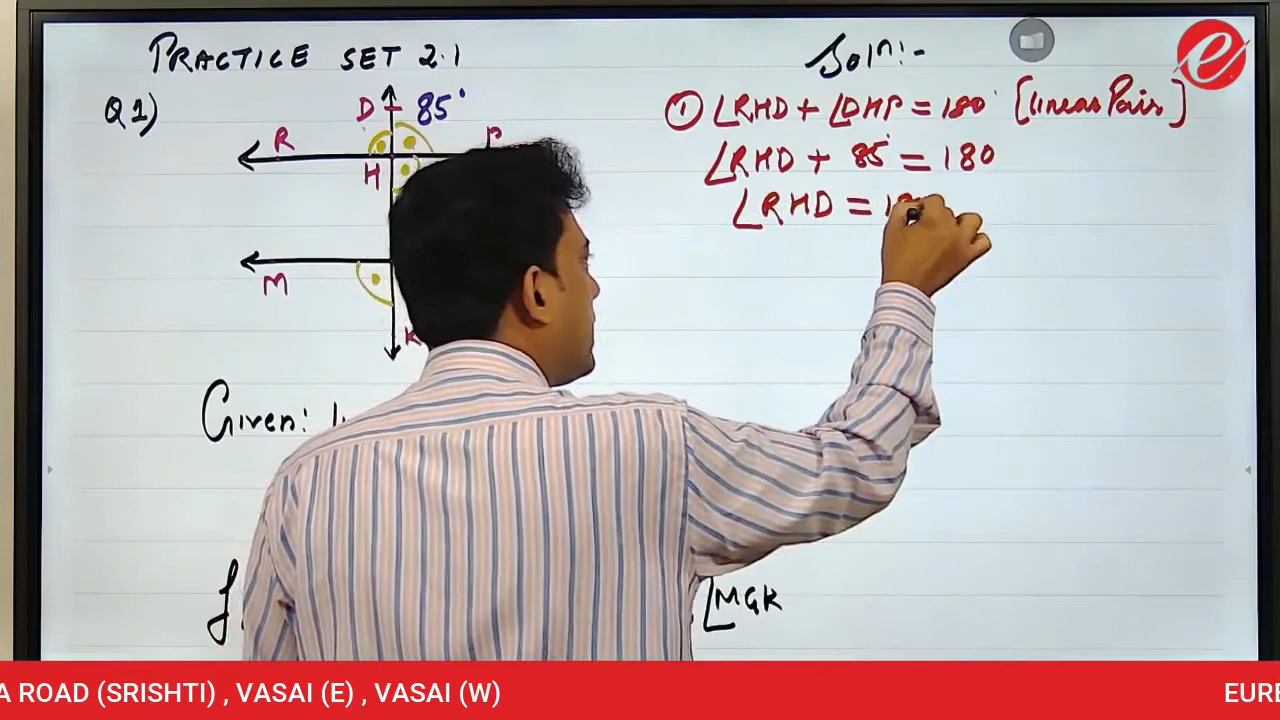 PRACTICE SET 2.1
Q1)
D 85°
R
P
H
M
K
Given:
∠MGK
Soln:-
① ∠RHD + ∠DHP = 180° [linear Pair]
∠RHD + 85° = 180
∠RHD =
e
A ROAD (SRISHTI) , VASAI (E) , VASAI (W)
EURE